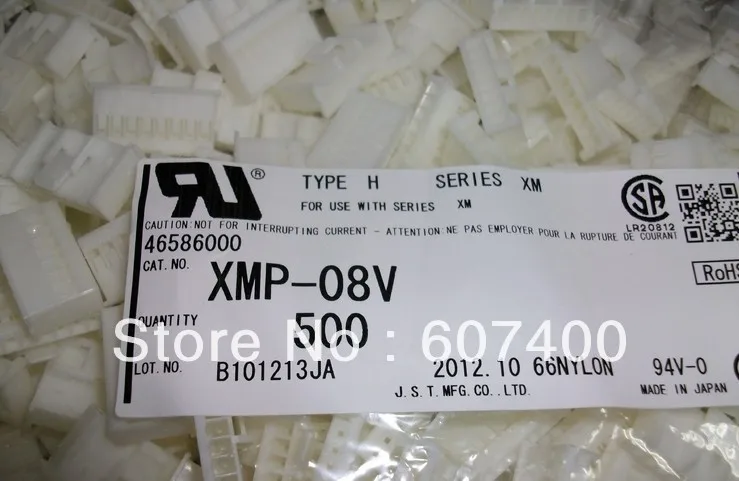 TYPE H SERIES XM
FOR USE WITH SERIES XM
CAUTION:NOT FOR INTERRUPTING CURRENT - ATTENTION:NE PAS EMPLOYER POUR LA RUPTURE DE COURANT
LR20812
46586000
CAT. NO. XMP-08V
RoHS
QUANTITY 500
Store No : 607400
LOT. NO. B101213JA 2012.10 66NYLON 94V-0
J.S.T.MFG.CO.,LTD. MADE IN JAPAN